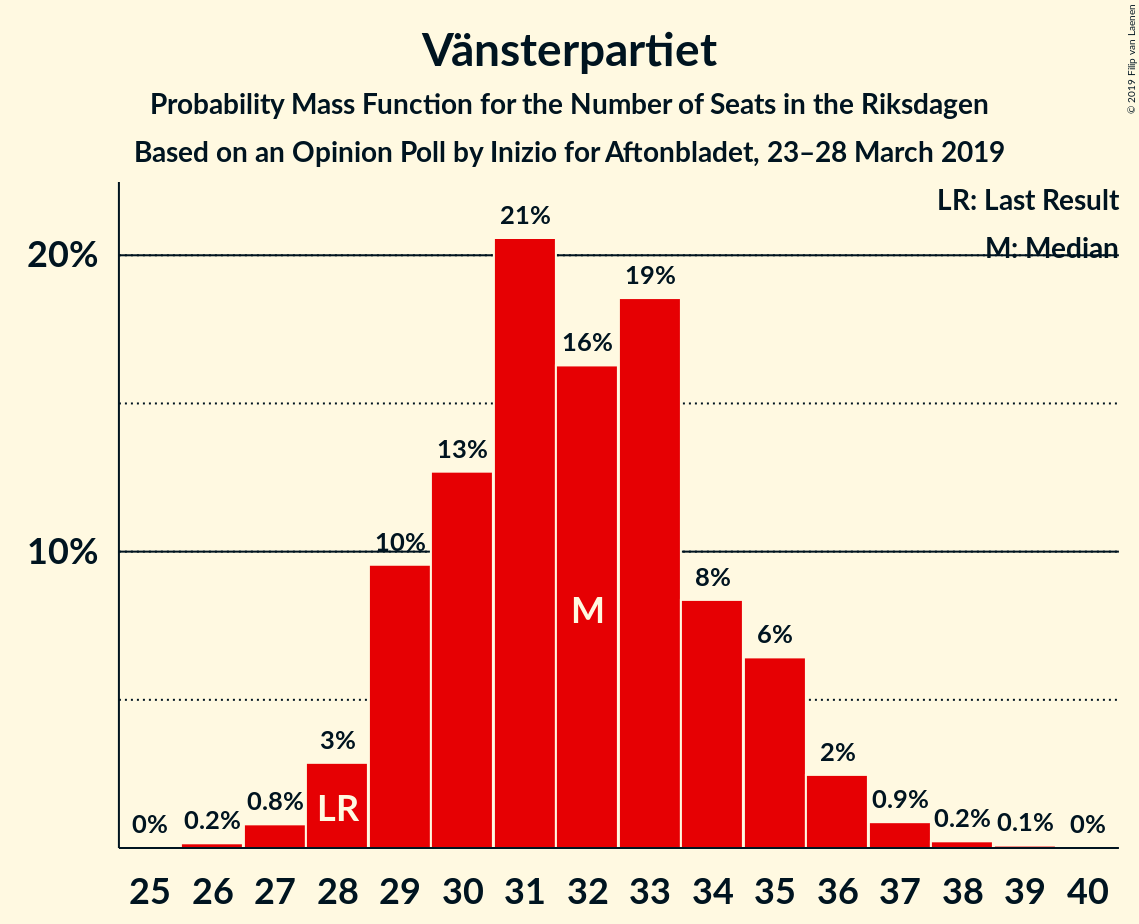 Vänsterpartiet
Probability Mass Function for the Number of Seats in the Riksdagen
Based on an Opinion Poll by Inizio for Aftonbladet, 23–28 March 2019
© 2019 Filip van Laenen
LR: Last Result
M: Median
20%
10%
0%
0.2%
0.8%
3%
10%
13%
21%
16%
19%
8%
6%
2%
0.9%
0.2%
0.1%
0%
LR
M
25 26 27 28 29 30 31 32 33 34 35 36 37 38 39 40